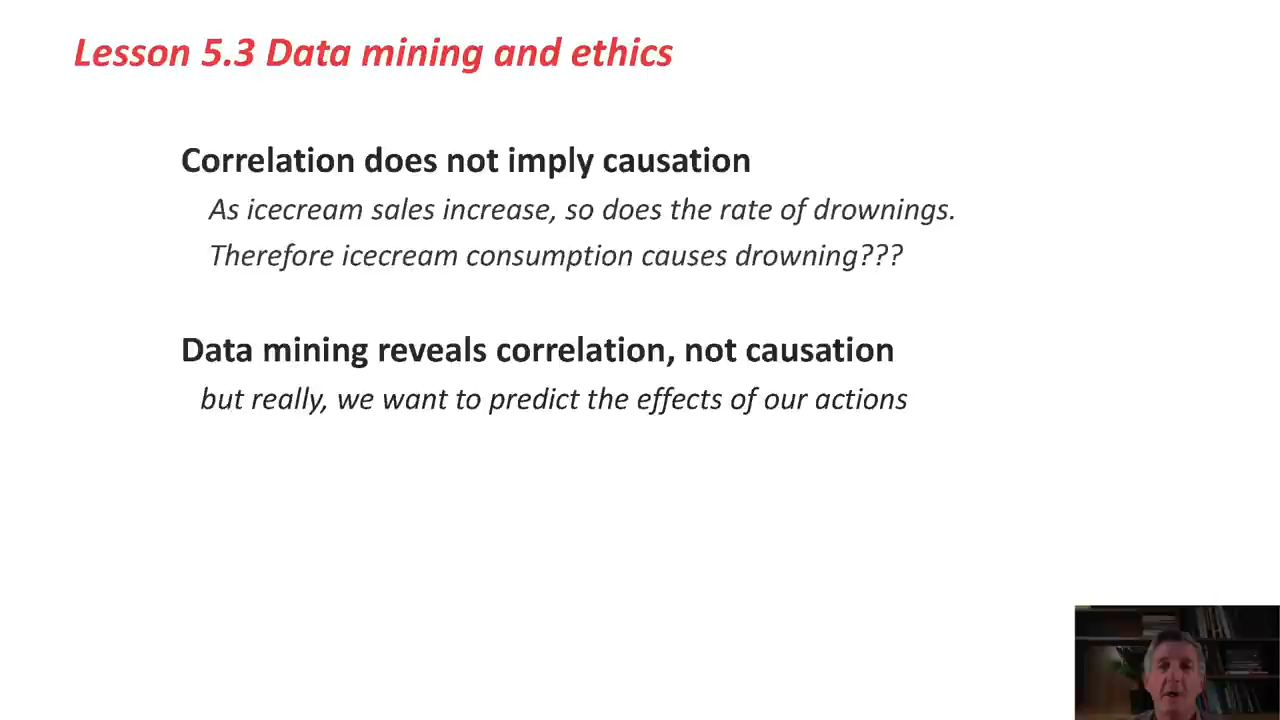 Lesson 5.3 Data mining and ethics
Correlation does not imply causation
As icecream sales increase, so does the rate of drownings.
Therefore icecream consumption causes drowning???
Data mining reveals correlation, not causation
but really, we want to predict the effects of our actions